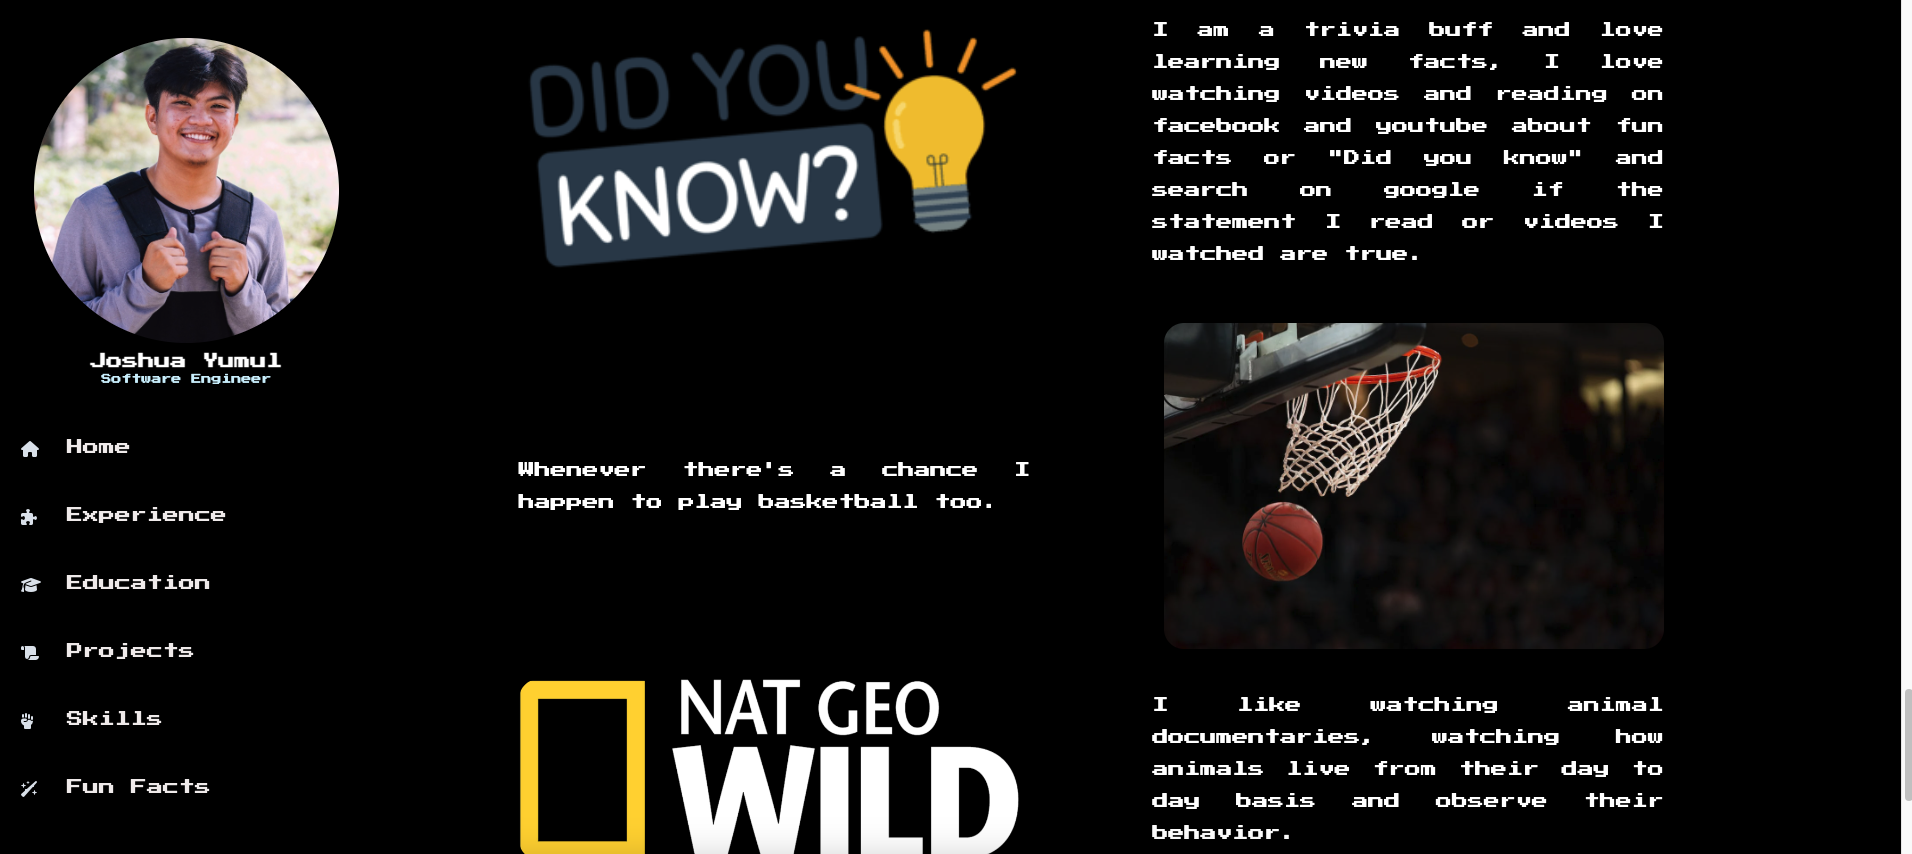 Joshua Yumul
Software Engineer
Home
Experience
Education
Projects
Skills
Fun Facts
DID YOU
KNOW?
I am a trivia buff and love
learning new facts, I love
watching videos and reading on
facebook and youtube about fun
facts or "Did you know" and
search on google if the
statement I read or videos I
watched are true.
Whenever there's a chance I
happen to play basketball too.
NAT GEO
WILD
I like watching animal
documentaries, watching how
animals live from their day to
day basis and observe their
behavior.